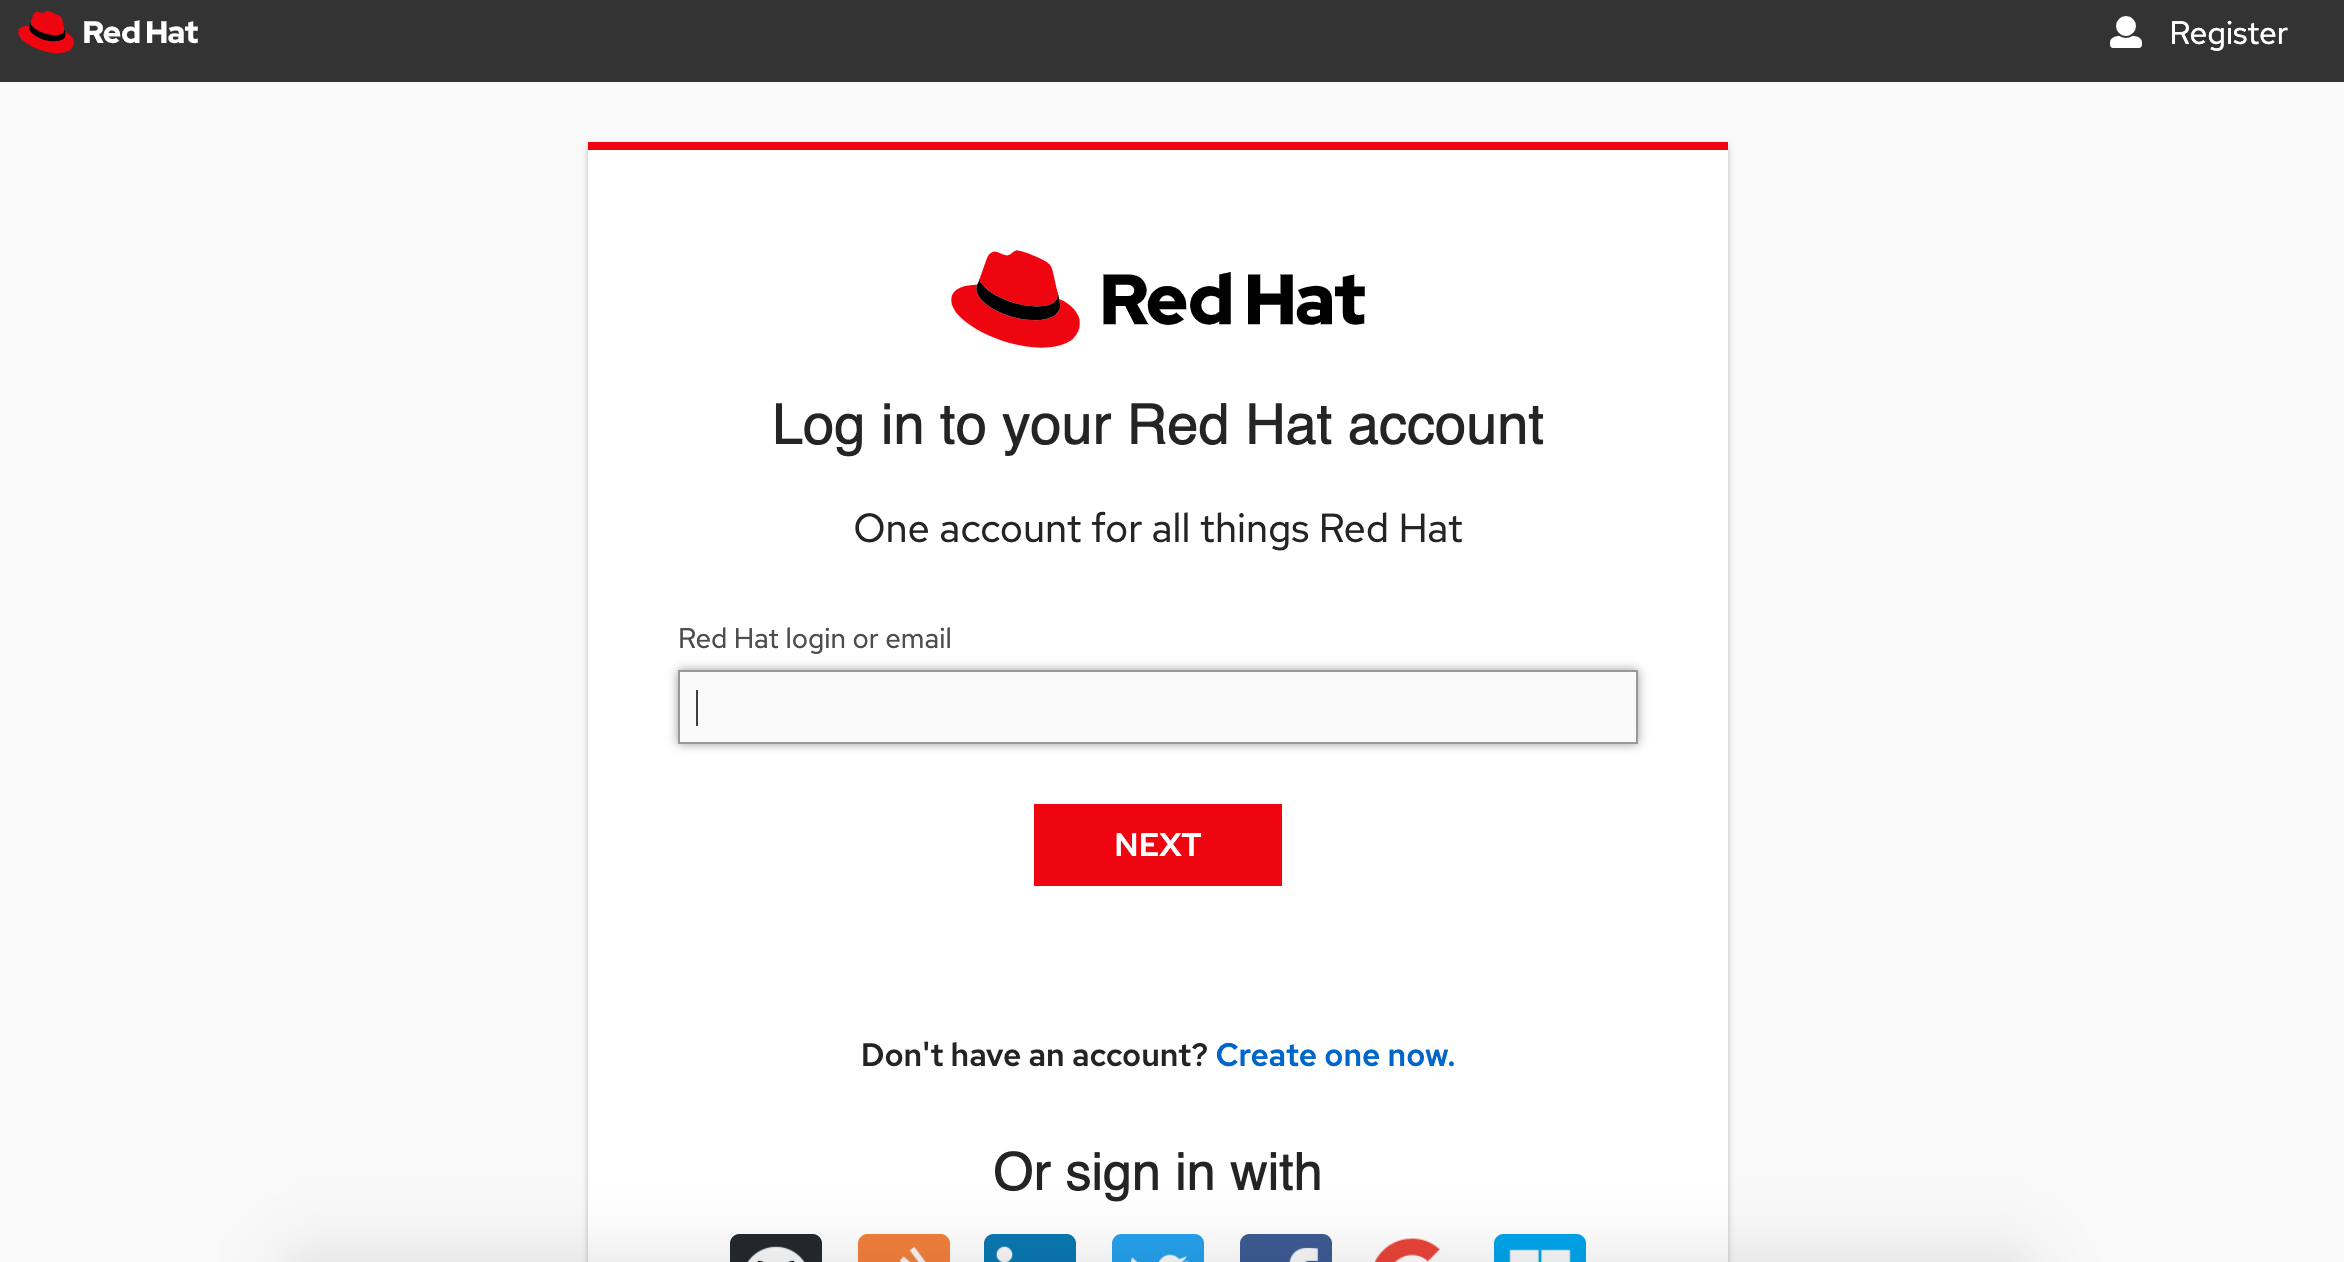 Red Hat
Register
Red Hat
Log in to your Red Hat account
One account for all things Red Hat
Red Hat login or email
NEXT
Don't have an account? Create one now.
Or sign in with